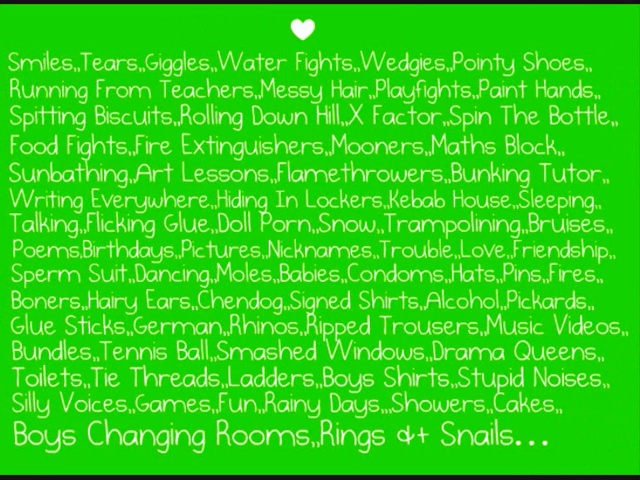 Smiles,,Tears,,Giggles,,Water Fights,,Wedgies,,Pointy Shoes,,
Running From Teachers,,Messy Hair,,Playfights,,Paint Hands,,
Spitting Biscuits,,Rolling Down Hill,,X Factor,,Spin The Bottle,,
Food Fights,,Fire Extinguishers,,Mooners,,Maths Block,,
Sunbathing,,Art Lessons,,Flamethrowers,,Bunking Tutor,,
Writing Everywhere,,Hiding In Lockers,,Kebab House,,Sleeping,,
Talking,,Flicking Glue,,Doll Porn,,Snow,,Trampolining,,Bruises,,
Poems,Birthdays,,Pictures,,Nicknames,,Trouble,,Love,,Friendship,,
Sperm Suit,,Dancing,,Moles,,Babies,,Condoms,,Hats,,Pins,,Fires,,
Boners,,Hairy Ears,,Chendog,,Signed Shirts,,Alcohol,,Pickards,,
Glue Sticks,,German,,Rhinos,,Ripped Trousers,,Music Videos,,
Bundles,,Tennis Ball,,Smashed Windows,,Drama Queens,,
Toilets,,Tie Threads,,Ladders,,Boys Shirts,,Stupid Noises,,
Silly Voices,,Games,,Fun,,Rainy Days,,,Showers,,Cakes,,
Boys Changing Rooms,,Rings &+ Snails...